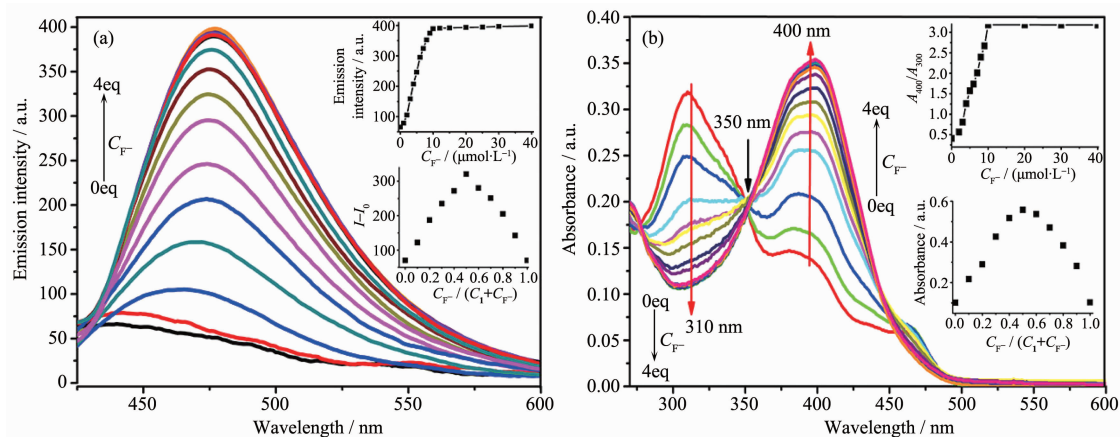 (a)
4eq
C_F⁻
0eq
Emission intensity / a.u.
400
350
300
250
200
150
100
50
0
450
500
550
600
Wavelength / nm
Emission
intensity / a.u.
400
300
200
100
0
0 10 20 30 40
C_F⁻ / (μmol·L⁻¹)
I–I₀
300
200
100
0.0 0.2 0.4 0.6 0.8 1.0
C_F⁻ / (C₁+C_F⁻)
(b)
400 nm
350 nm
310 nm
4eq
C_F⁻
0eq
0eq
C_F⁻
4eq
Absorbance / a.u.
0.40
0.35
0.30
0.25
0.20
0.15
0.10
0.05
0.00
300
350
400
450
500
550
600
Wavelength / nm
A₄₀₀/A₃₀₀
3.0
2.5
2.0
1.5
1.0
0.5
0 10 20 30 40
C_F⁻ / (μmol·L⁻¹)
Absorbance / a.u.
0.6
0.4
0.2
0.0
0.0 0.2 0.4 0.6 0.8 1.0
C_F⁻ / (C₁+C_F⁻)